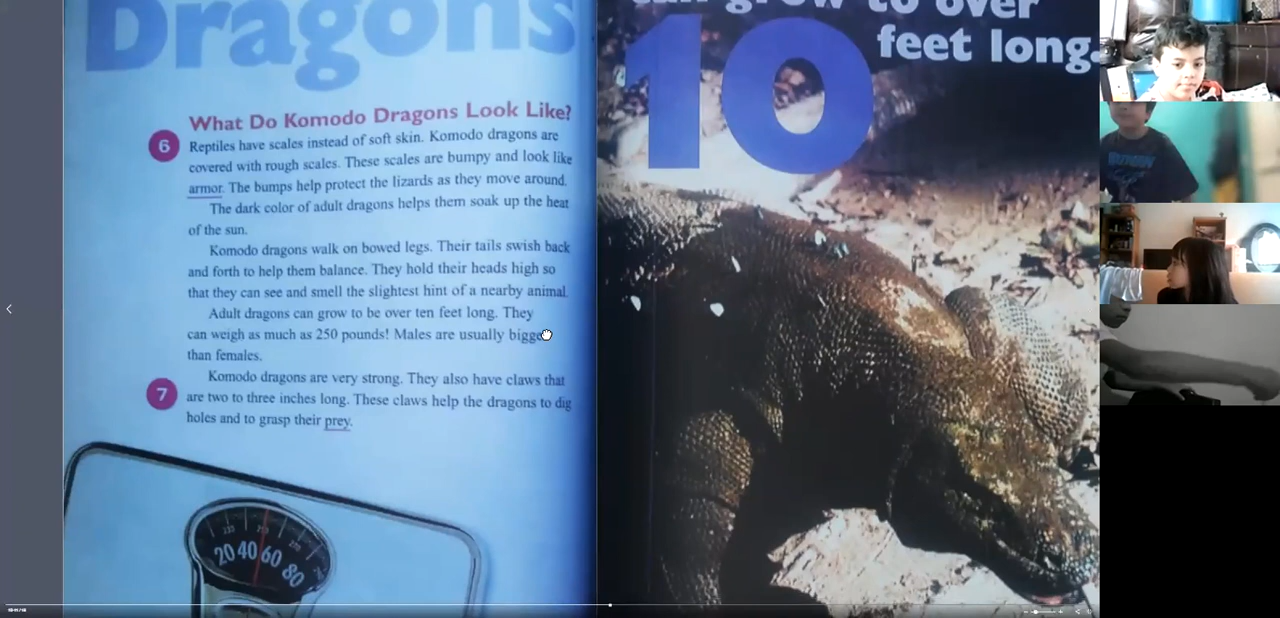 Dragons
What Do Komodo Dragons Look Like?
6
Reptiles have scales instead of soft skin. Komodo dragons are
covered with rough scales. These scales are bumpy and look like
armor. The bumps help protect the lizards as they move around.
The dark color of adult dragons helps them soak up the heat
of the sun.
Komodo dragons walk on bowed legs. Their tails swish back
and forth to help them balance. They hold their heads high so
that they can see and smell the slightest hint of a nearby animal.
Adult dragons can grow to be over ten feet long. They
can weigh as much as 250 pounds! Males are usually bigge
than females.
7
Komodo dragons are very strong. They also have claws that
are two to three inches long. These claws help the dragons to dig
holes and to grasp their prey.
20 40 60 80
can grow to over
10
feet long.